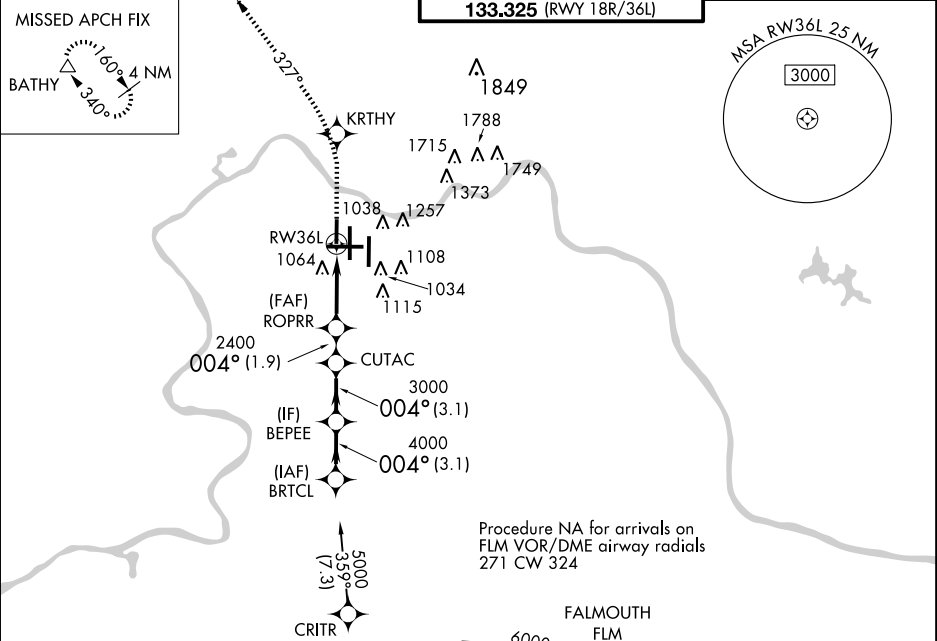 MISSED APCH FIX
BATHY
160°
4 NM
340°
133.325 (RWY 18R/36L)
MSA RW36L 25 NM
3000
327°
1849
KRTHY
1788
1715
1749
1373
1038
1257
RW36L
1064
1108
1034
1115
(FAF)
ROPRR
2400
004° (1.9)
CUTAC
3000
004° (3.1)
(IF)
BEPEE
4000
004° (3.1)
(IAF)
BRTCL
Procedure NA for arrivals on
FLM VOR/DME airway radials
271 CW 324
5000
359°
(7.3)
CRITR
FALMOUTH
FLM